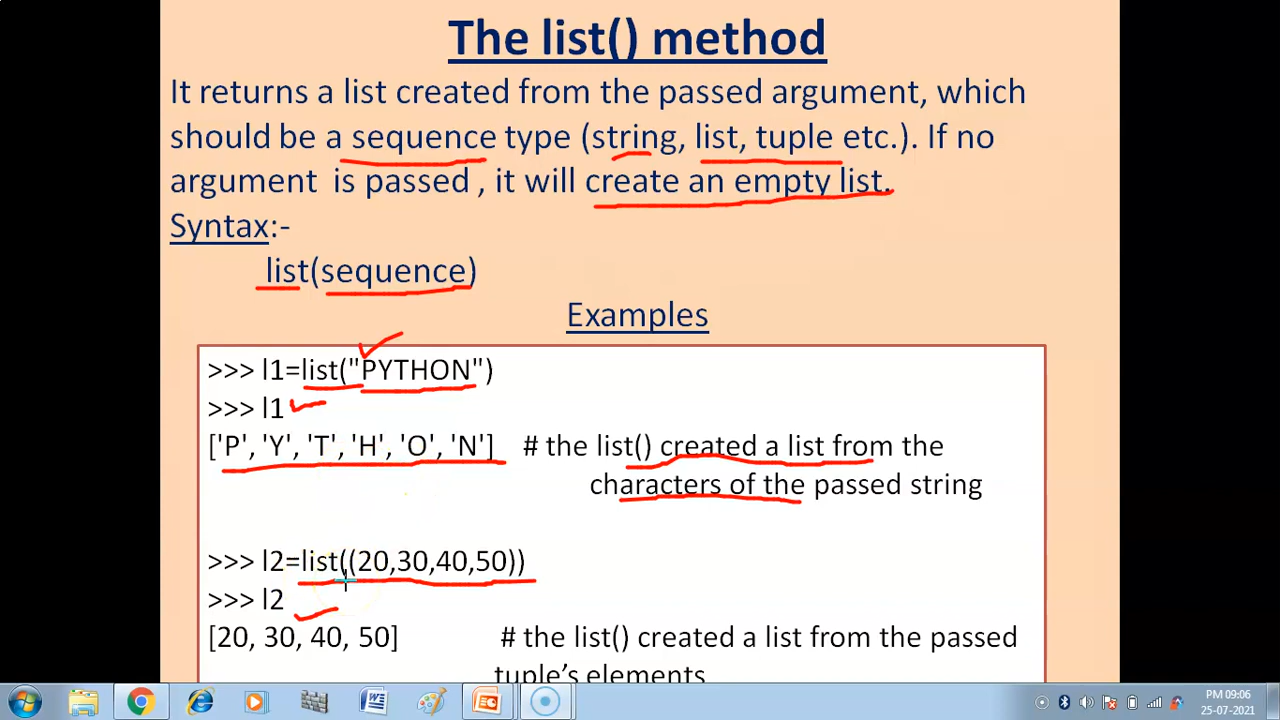 The list() method
It returns a list created from the passed argument, which
should be a sequence type (string, list, tuple etc.). If no
argument is passed , it will create an empty list.
Syntax:-
list(sequence)
Examples
>>> l1=list("PYTHON")
>>> l1
['P', 'Y', 'T', 'H', 'O', 'N'] # the list() created a list from the
characters of the passed string
>>> l2=list((20,30,40,50))
>>> l2
[20, 30, 40, 50] # the list() created a list from the passed
tuple's elements
PM 09:06
25-07-2021